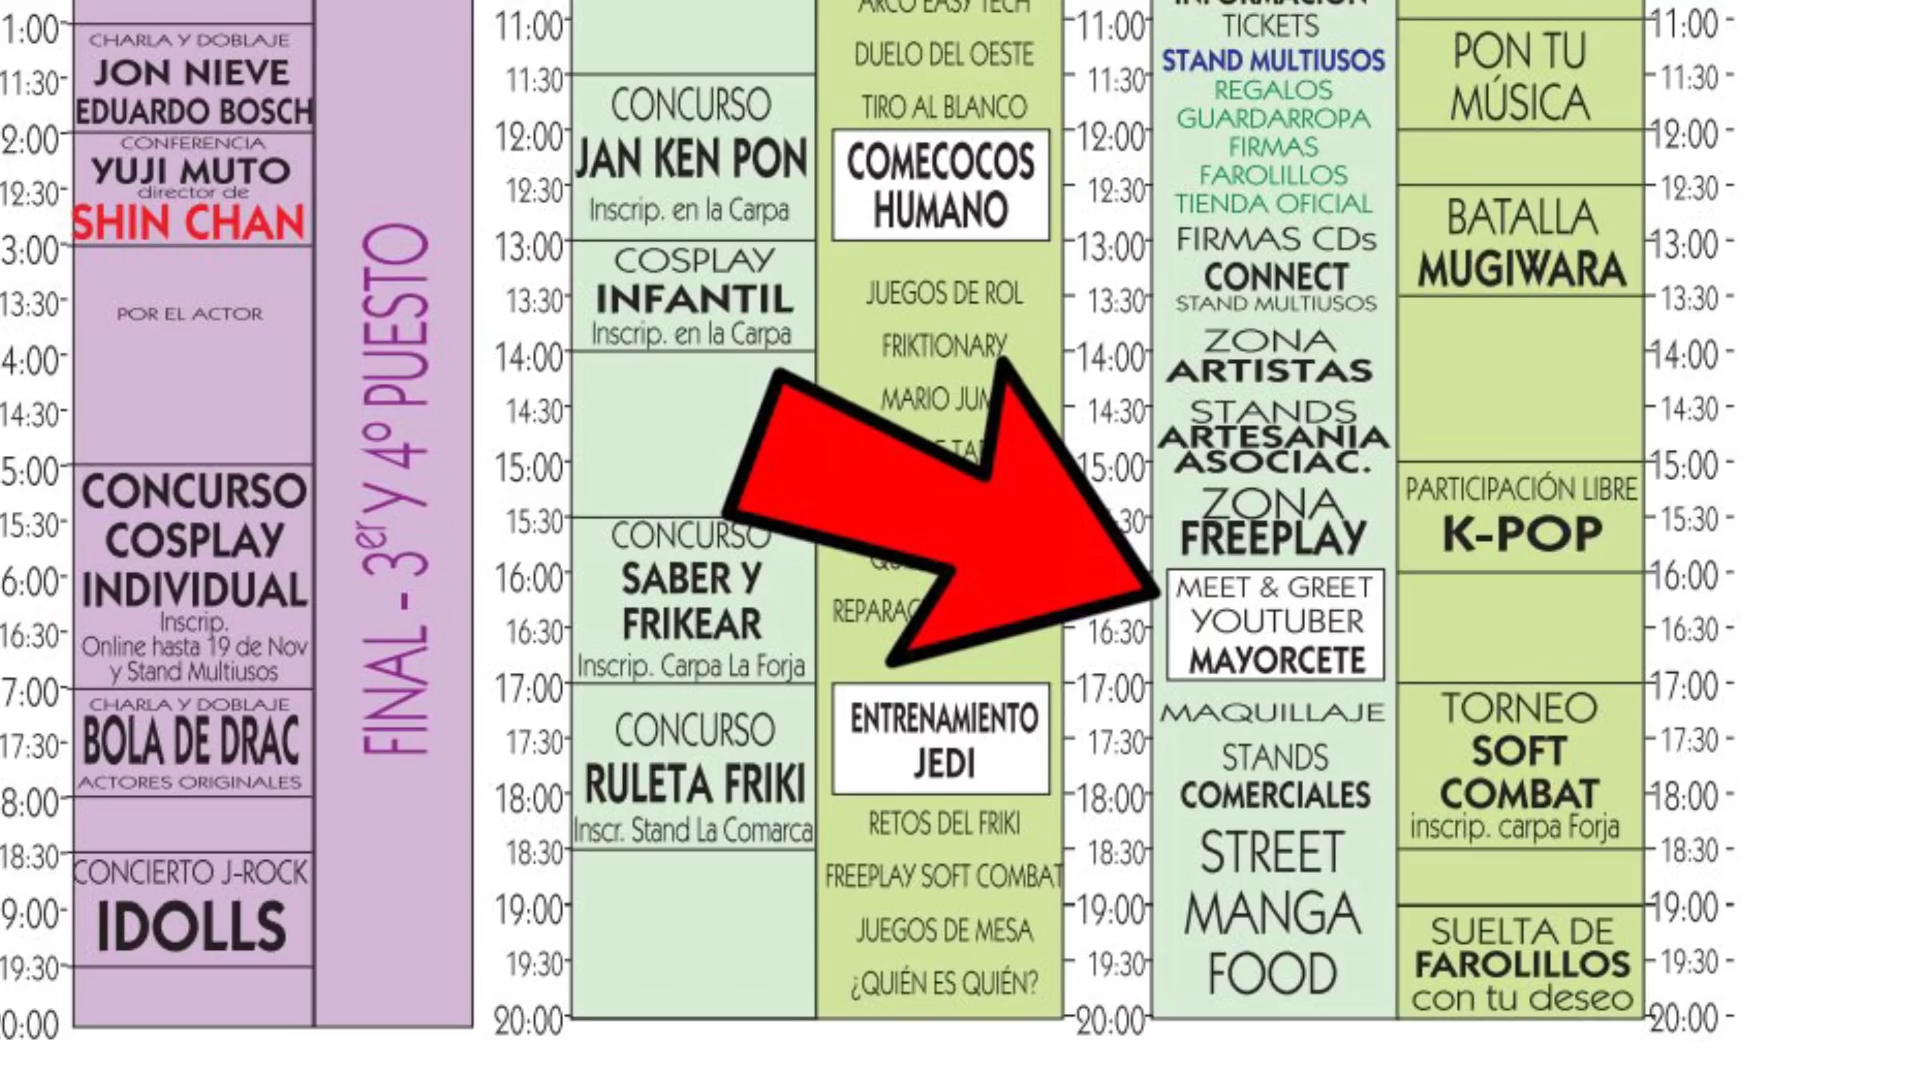 1:00
11:30
2:00
12:30
3:00
13:30
4:00
14:30
5:00
15:30
6:00
16:30
7:00
17:30
8:00
18:30
9:00
19:30
0:00
CHARLA Y DOBLAJE
JON NIEVE
EDUARDO BOSCH
CONFERENCIA
YUJI MUTO
director de
SHIN CHAN
POR EL ACTOR
CONCURSO
COSPLAY
INDIVIDUAL
Inscrip.
Online hasta 19 de Nov
y Stand Multiusos
CHARLA Y DOBLAJE
BOLA DE DRAC
ACTORES ORIGINALES
CONCIERTO J-ROCK
IDOLLS
FINAL - 3er y 4º PUESTO
11:00
11:30
12:00
12:30
13:00
13:30
14:00
14:30
15:00
15:30
16:00
16:30
17:00
17:30
18:00
18:30
19:00
19:30
20:00
CONCURSO
JAN KEN PON
Inscrip. en la Carpa
COSPLAY
INFANTIL
Inscrip. en la Carpa
CONCURSO
SABER Y
FRIKEAR
Inscrip. Carpa La Forja
CONCURSO
RULETA FRIKI
Inscr. Stand La Comarca
ARCO EASY TECH
DUELO DEL OESTE
TIRO AL BLANCO
COMECOCOS
HUMANO
JUEGOS DE ROL
FRIKTIONARY
MARIO JUM
REPARAC
ENTRENAMIENTO
JEDI
RETOS DEL FRIKI
FREEPLAY SOFT COMBAT
JUEGOS DE MESA
¿QUIÉN ES QUIÉN?
11:00
11:30
12:00
12:30
13:00
13:30
14:00
14:30
15:00
:30
16:00
16:30
17:00
17:30
18:00
18:30
19:00
19:30
20:00
INFORMACIÓN
TICKETS
STAND MULTIUSOS
REGALOS
GUARDARROPA
FIRMAS
FAROLILLOS
TIENDA OFICIAL
FIRMAS CDs
CONNECT
STAND MULTIUSOS
ZONA
ARTISTAS
STANDS
ARTESANIA
ASOCIAC.
ZONA
FREEPLAY
MEET & GREET
YOUTUBER
MAYORCETE
MAQUILLAJE
STANDS
COMERCIALES
STREET
MANGA
FOOD
PON TU
MÚSICA
BATALLA
MUGIWARA
PARTICIPACIÓN LIBRE
K-POP
TORNEO
SOFT
COMBAT
inscrip. carpa Forja
SUELTA DE
FAROLILLOS
con tu deseo
11:00
11:30
12:00
12:30
13:00
13:30
14:00
14:30
15:00
15:30
16:00
16:30
17:00
17:30
18:00
18:30
19:00
19:30
20:00